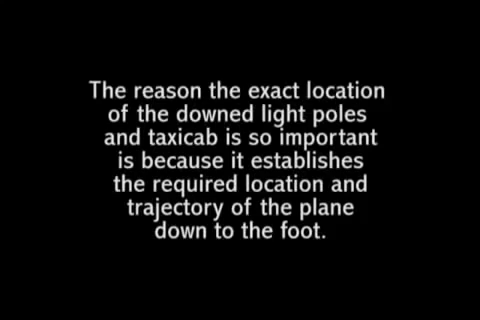 The reason the exact location
of the downed light poles
and taxicab is so important
is because it establishes
the required location and
trajectory of the plane
down to the foot.